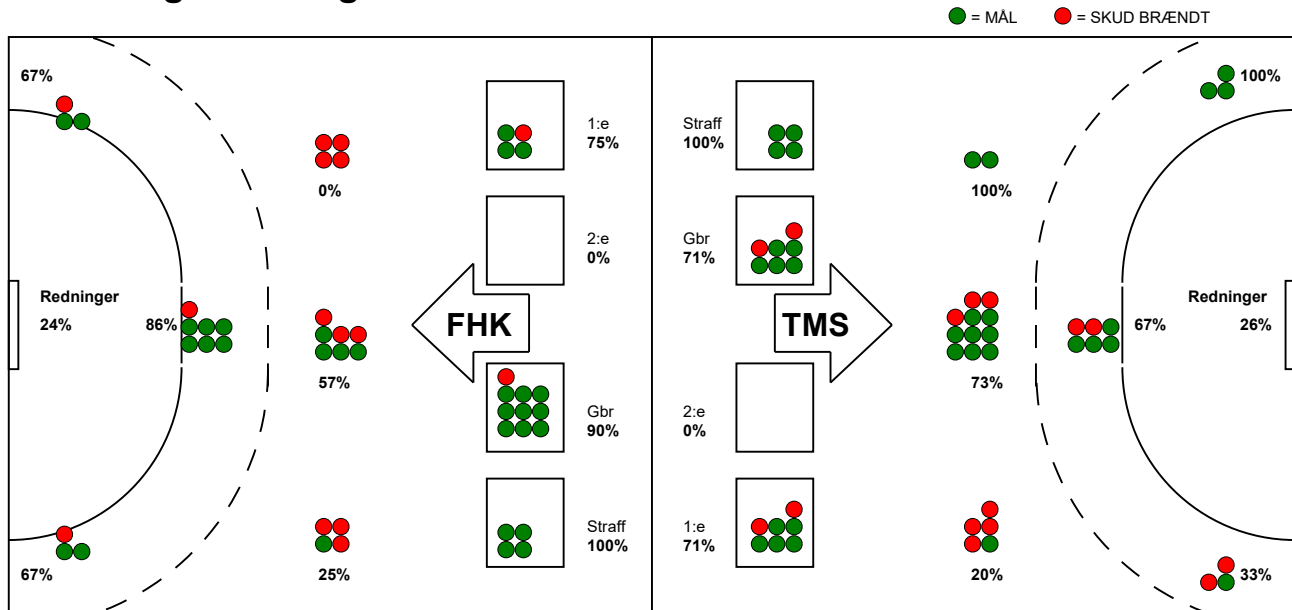 = MÅL
= SKUD BRÆNDT
67%
0%
1:e
75%
2:e
0%
Redninger
24%
86%
57%
FHK
Gbr
90%
Straff
100%
25%
67%
Straff
100%
Gbr
71%
TMS
2:e
0%
1:e
71%
100%
100%
73%
67%
Redninger
26%
20%
33%